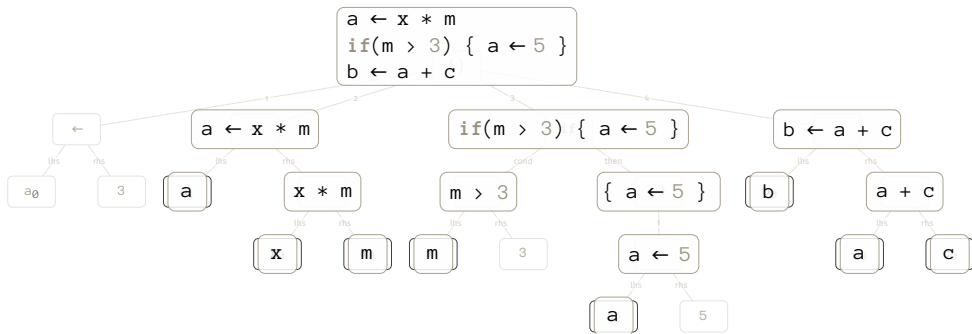 a ← x * m
if(m > 3) { a ← 5 }
b ← a + c
1
2
3
4
←
a ← x * m
if(m > 3) { a ← 5 }
b ← a + c
lhs
rhs
lhs
rhs
cond
then
lhs
rhs
a₀
3
a
x * m
m > 3
{ a ← 5 }
b
a + c
lhs
rhs
lhs
rhs
1
lhs
rhs
x
m
m
3
a ← 5
a
c
lhs
rhs
a
5